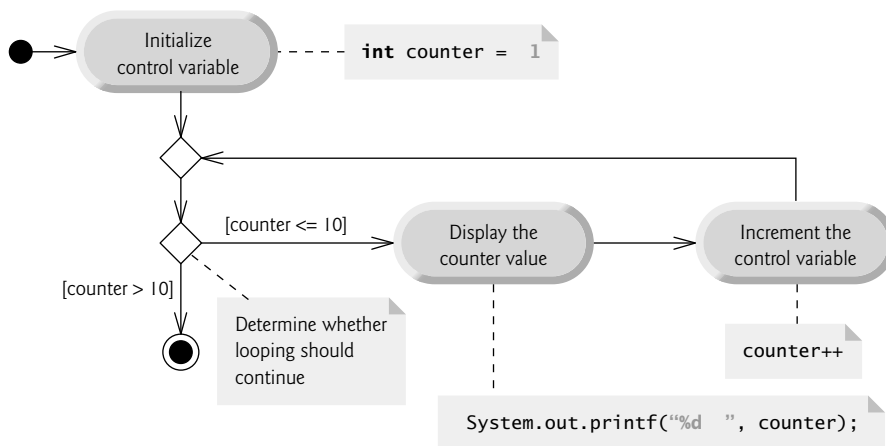 Initialize
control variable
int counter =  1
[counter <= 10]
Display the
counter value
Increment the
control variable
[counter > 10]
Determine whether
looping should
continue
counter++
System.out.printf(“%d  ”, counter);